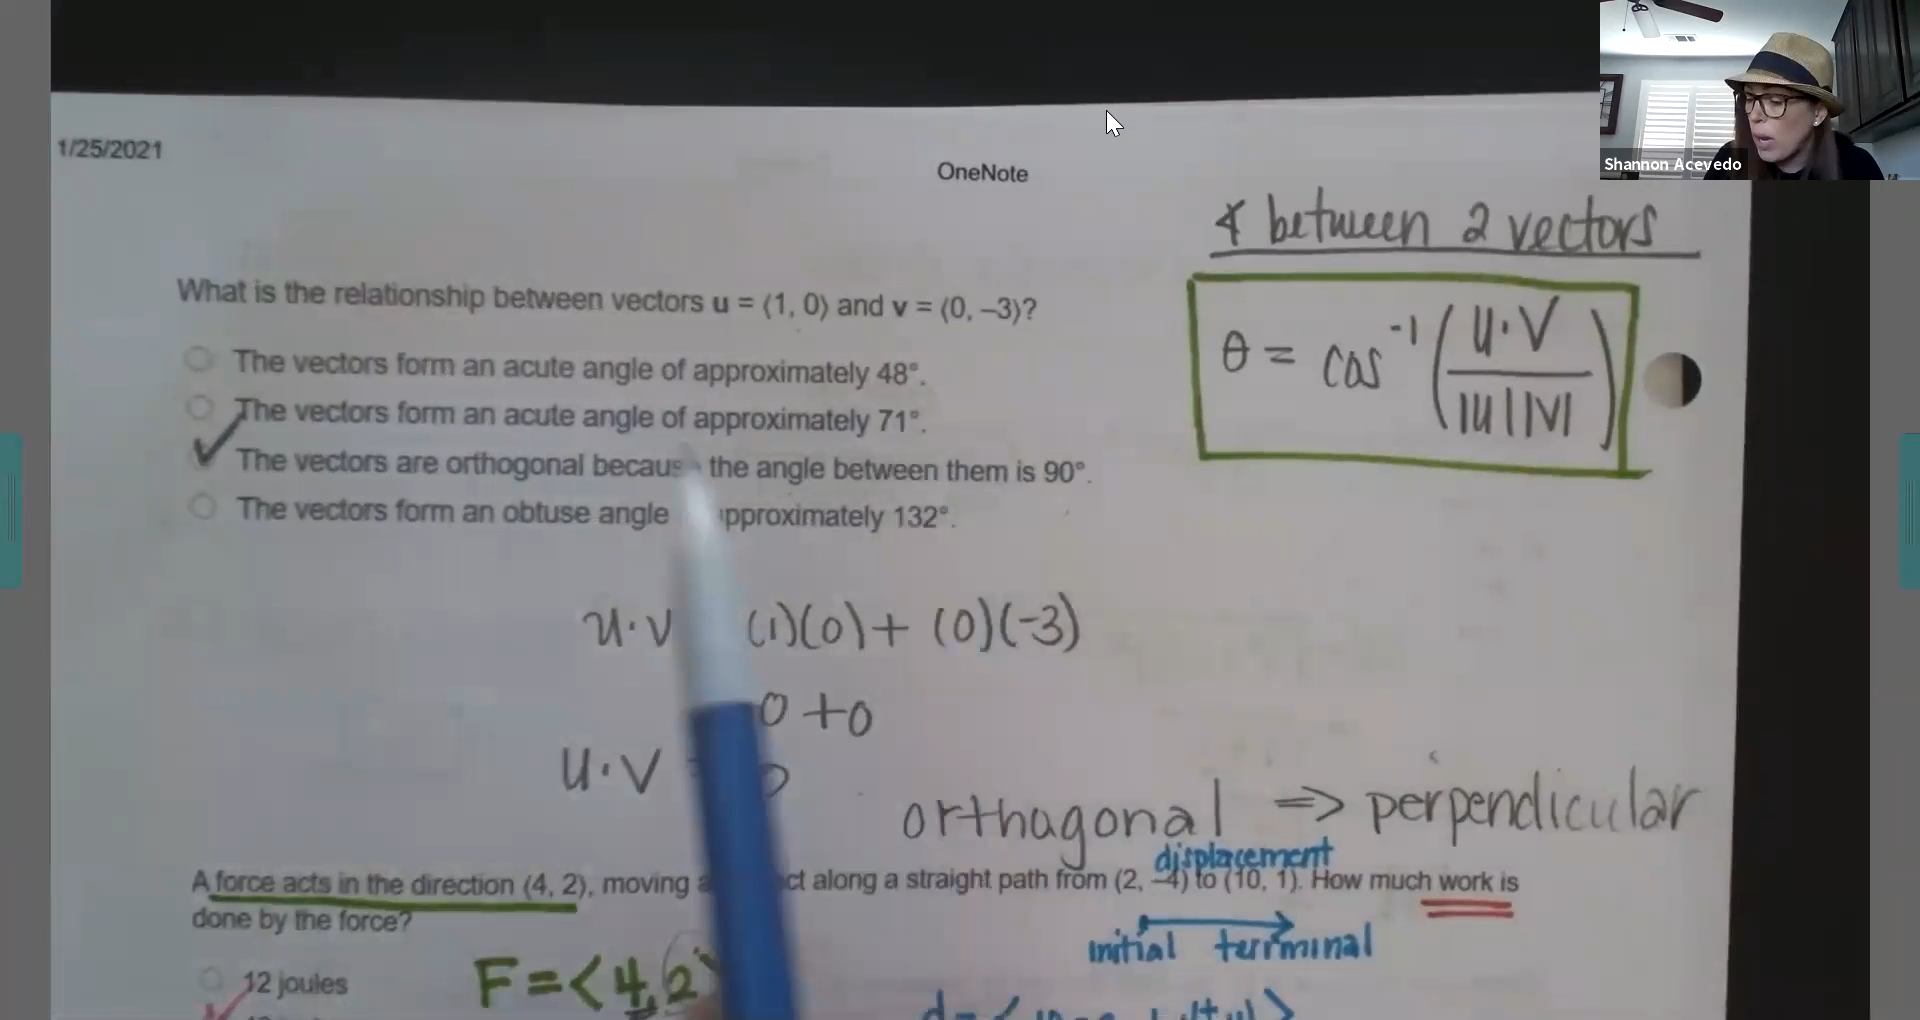 Shannon Acevedo
1/25/2021
OneNote
∠ between 2 vectors
What is the relationship between vectors u = ⟨1, 0⟩ and v = ⟨0, –3⟩?
θ = cos⁻¹(u·v / |u||v|)
The vectors form an acute angle of approximately 48°.
The vectors form an acute angle of approximately 71°.
✓ The vectors are orthogonal becaus the angle between them is 90°.
The vectors form an obtuse angle pproximately 132°.
u·v (1)(0)+ (0)(-3)
0 +0
u·v 0
orthagonal ⇒ perpendicular
displacement
A force acts in the direction ⟨4, 2⟩, moving ct along a straight path from (2, –4) to (10, 1). How much work is
done by the force?
initial terminal
12 joules
F = < 4, 2
d = <